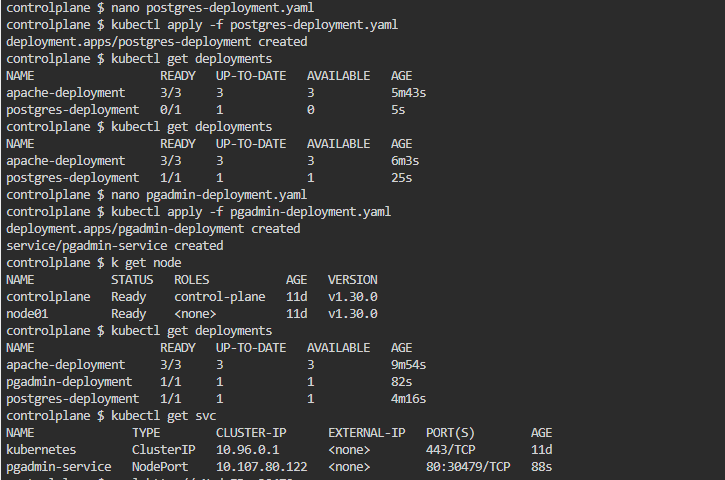 controlplane $ nano postgres-deployment.yaml
controlplane $ kubectl apply -f postgres-deployment.yaml
deployment.apps/postgres-deployment created
controlplane $ kubectl get deployments
NAME READY UP-TO-DATE AVAILABLE AGE
apache-deployment 3/3 3 3 5m43s
postgres-deployment 0/1 1 0 5s
controlplane $ kubectl get deployments
NAME READY UP-TO-DATE AVAILABLE AGE
apache-deployment 3/3 3 3 6m3s
postgres-deployment 1/1 1 1 25s
controlplane $ nano pgadmin-deployment.yaml
controlplane $ kubectl apply -f pgadmin-deployment.yaml
deployment.apps/pgadmin-deployment created
service/pgadmin-service created
controlplane $ k get node
NAME STATUS ROLES AGE VERSION
controlplane Ready control-plane 11d v1.30.0
node01 Ready <none> 11d v1.30.0
controlplane $ kubectl get deployments
NAME READY UP-TO-DATE AVAILABLE AGE
apache-deployment 3/3 3 3 9m54s
pgadmin-deployment 1/1 1 1 82s
postgres-deployment 1/1 1 1 4m16s
controlplane $ kubectl get svc
NAME TYPE CLUSTER-IP EXTERNAL-IP PORT(S) AGE
kubernetes ClusterIP 10.96.0.1 <none> 443/TCP 11d
pgadmin-service NodePort 10.107.80.122 <none> 80:30479/TCP 88s